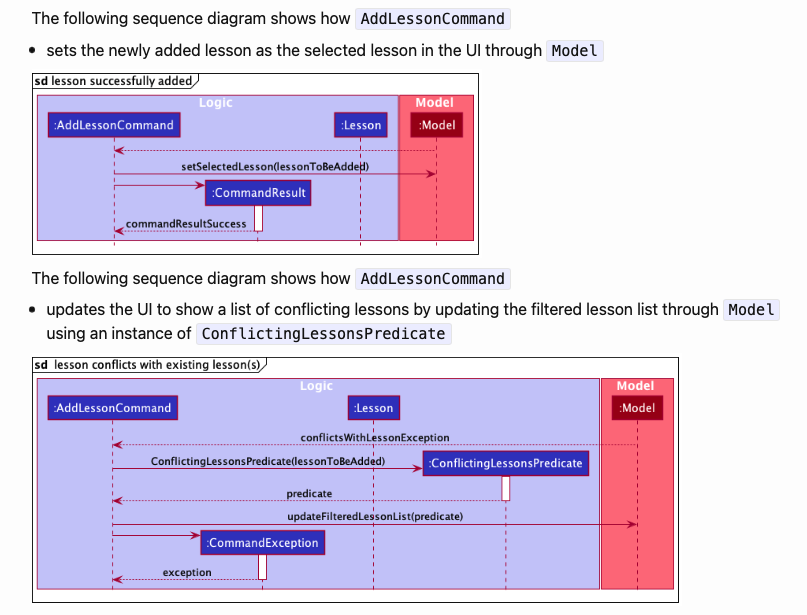 The following sequence diagram shows how AddLessonCommand
• sets the newly added lesson as the selected lesson in the UI through Model
sd lesson successfully added
Logic
Model
:AddLessonCommand
:Lesson
:Model
setSelectedLesson(lessonToBeAdded)
:CommandResult
commandResultSuccess
The following sequence diagram shows how AddLessonCommand
• updates the UI to show a list of conflicting lessons by updating the filtered lesson list through Model
using an instance of ConflictingLessonsPredicate
sd lesson conflicts with existing lesson(s)
Logic
Model
:AddLessonCommand
:Lesson
:Model
conflictsWithLessonException
ConflictingLessonsPredicate(lessonToBeAdded)
:ConflictingLessonsPredicate
predicate
updateFilteredLessonList(predicate)
:CommandException
exception